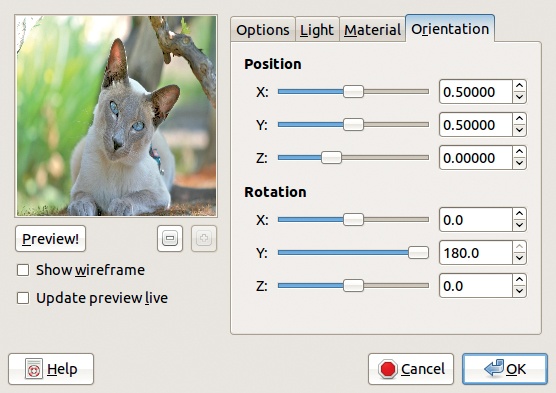 Options Light Material Orientation
Position
X: 0.50000
Y: 0.50000
Z: 0.00000
Rotation
X: 0.0
Y: 180.0
Z: 0.0
Preview!
Show wireframe
Update preview live
Help Cancel OK